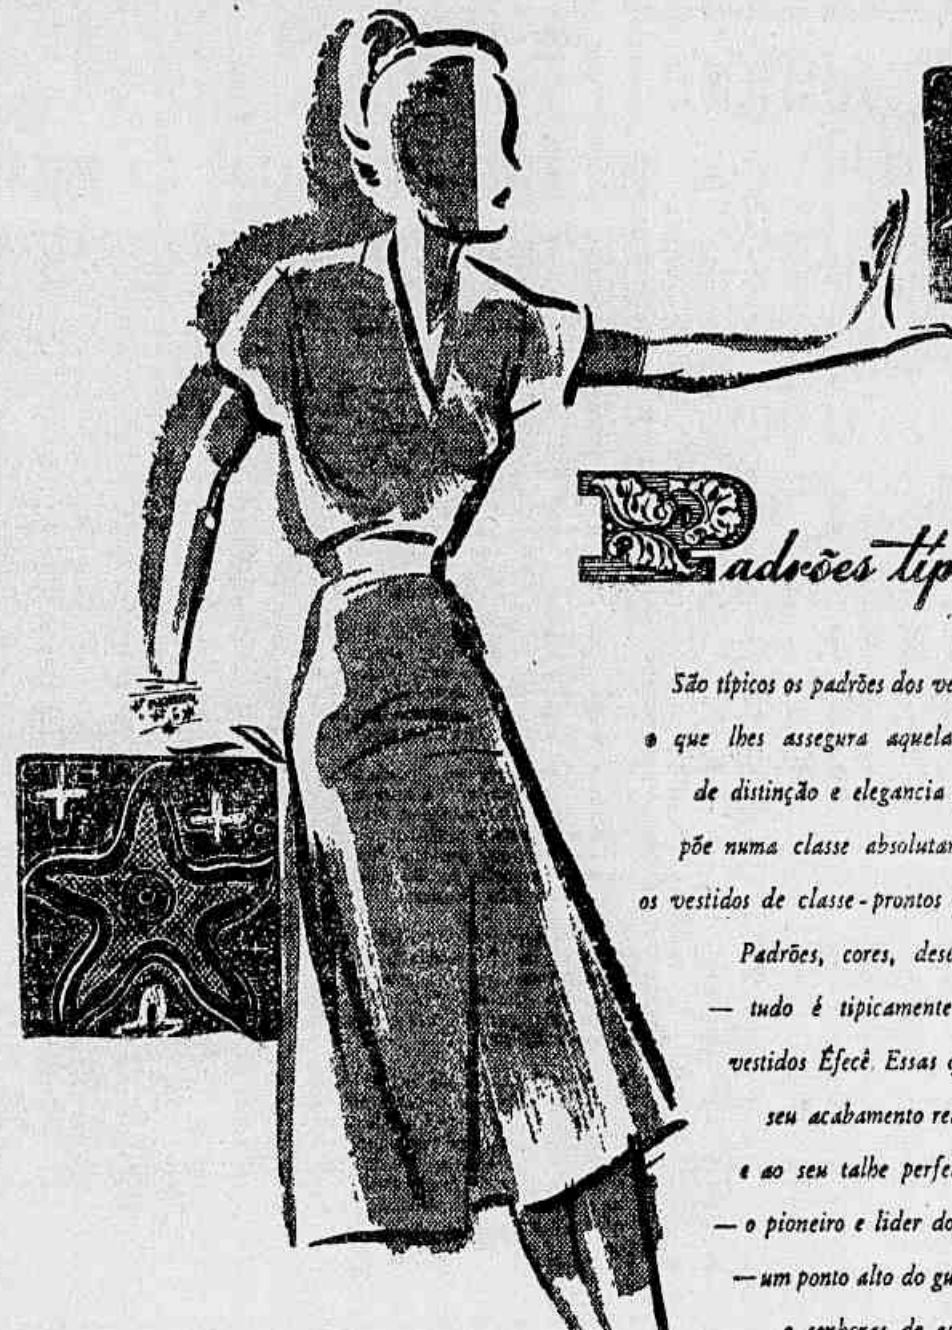 Padrões típ
São típicos os padrões dos ve
o que lhes assegura aquela
de distinção e elegancia
põe numa classe absolutam
os vestidos de classe-prontos
Padrões, cores, dese
— tudo é tipicamente
vestidos Éfecê. Essas q
seu acabamento re
e ao seu talhe perfe
— o pioneiro e lider do
— um ponto alto do gu